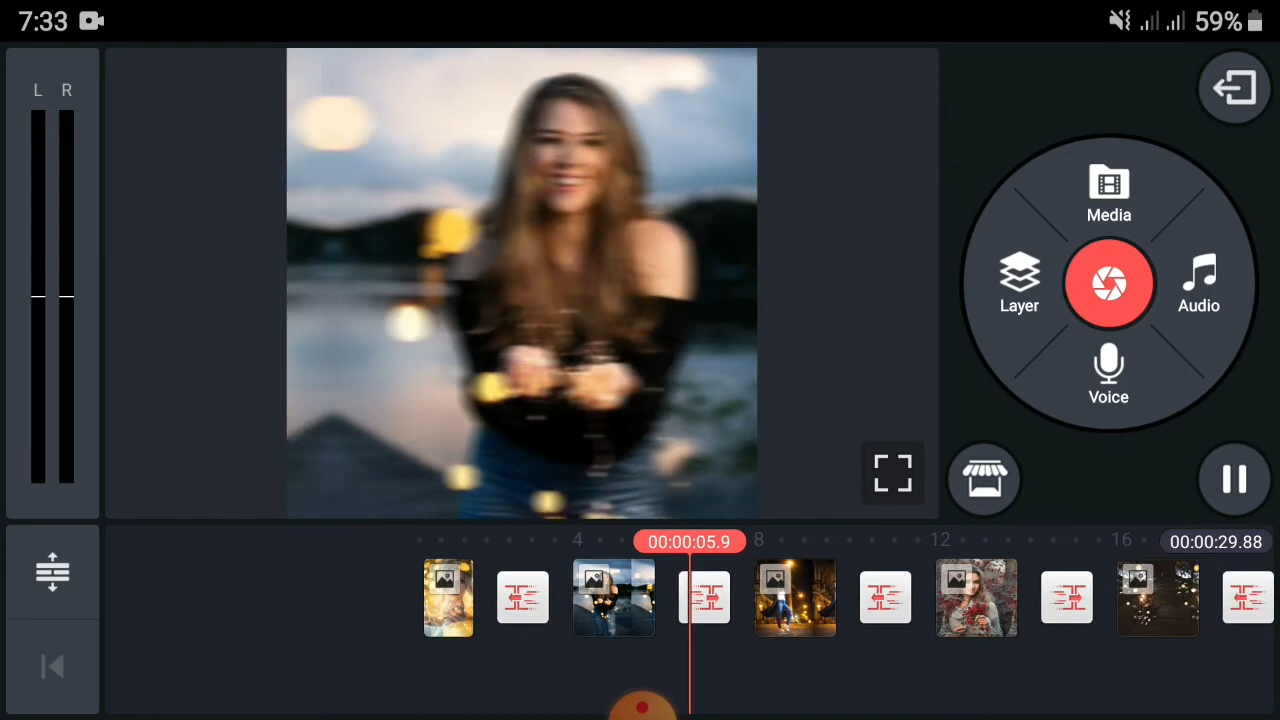 7:33
59%
L R
Media
Layer
Audio
Voice
4
8
12
16
00:00:05.9
00:00:29.88